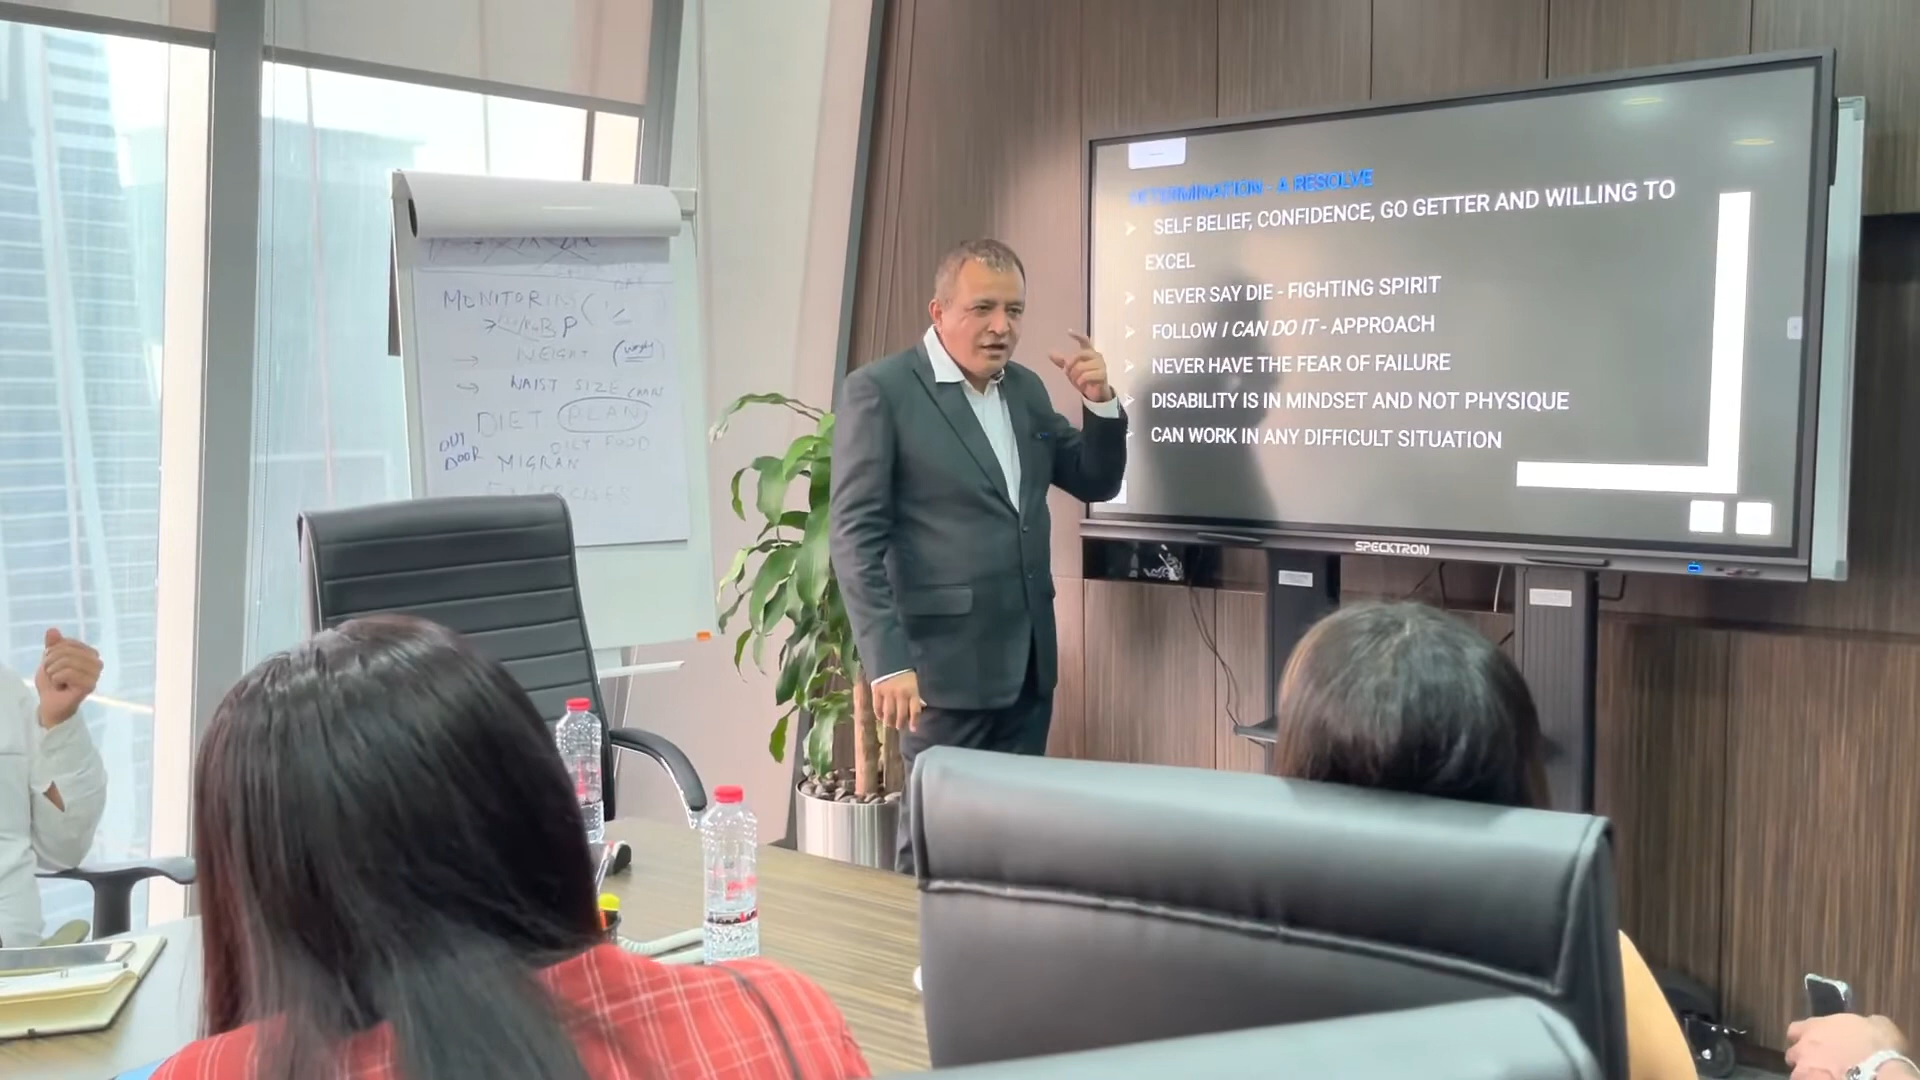 MONITORING
BP
WEIGHT
WAIST SIZE
DIET PLAN
OUT
DOOR
OILY FOOD
MIGRAN
EXERCISES
DETERMINATION - A RESOLVE
SELF BELIEF, CONFIDENCE, GO GETTER AND WILLING TO
EXCEL
NEVER SAY DIE - FIGHTING SPIRIT
FOLLOW I CAN DO IT - APPROACH
NEVER HAVE THE FEAR OF FAILURE
DISABILITY IS IN MINDSET AND NOT PHYSIQUE
CAN WORK IN ANY DIFFICULT SITUATION
SPECKTRON